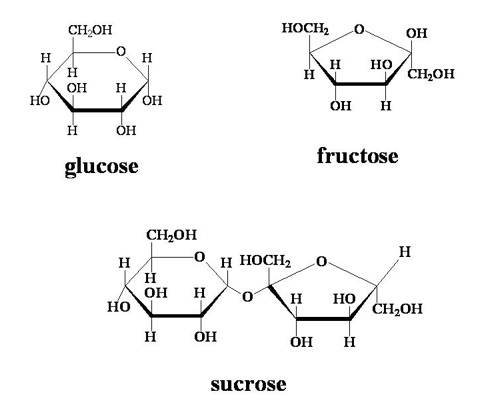 CH₂OH
H O H
H
OH H
HO OH
H OH
glucose
HOCH₂ O OH
H H HO CH₂OH
OH H
fructose
CH₂OH
H O H HOCH₂ O H
H
OH H O H HO CH₂OH
HO
H OH OH H
sucrose